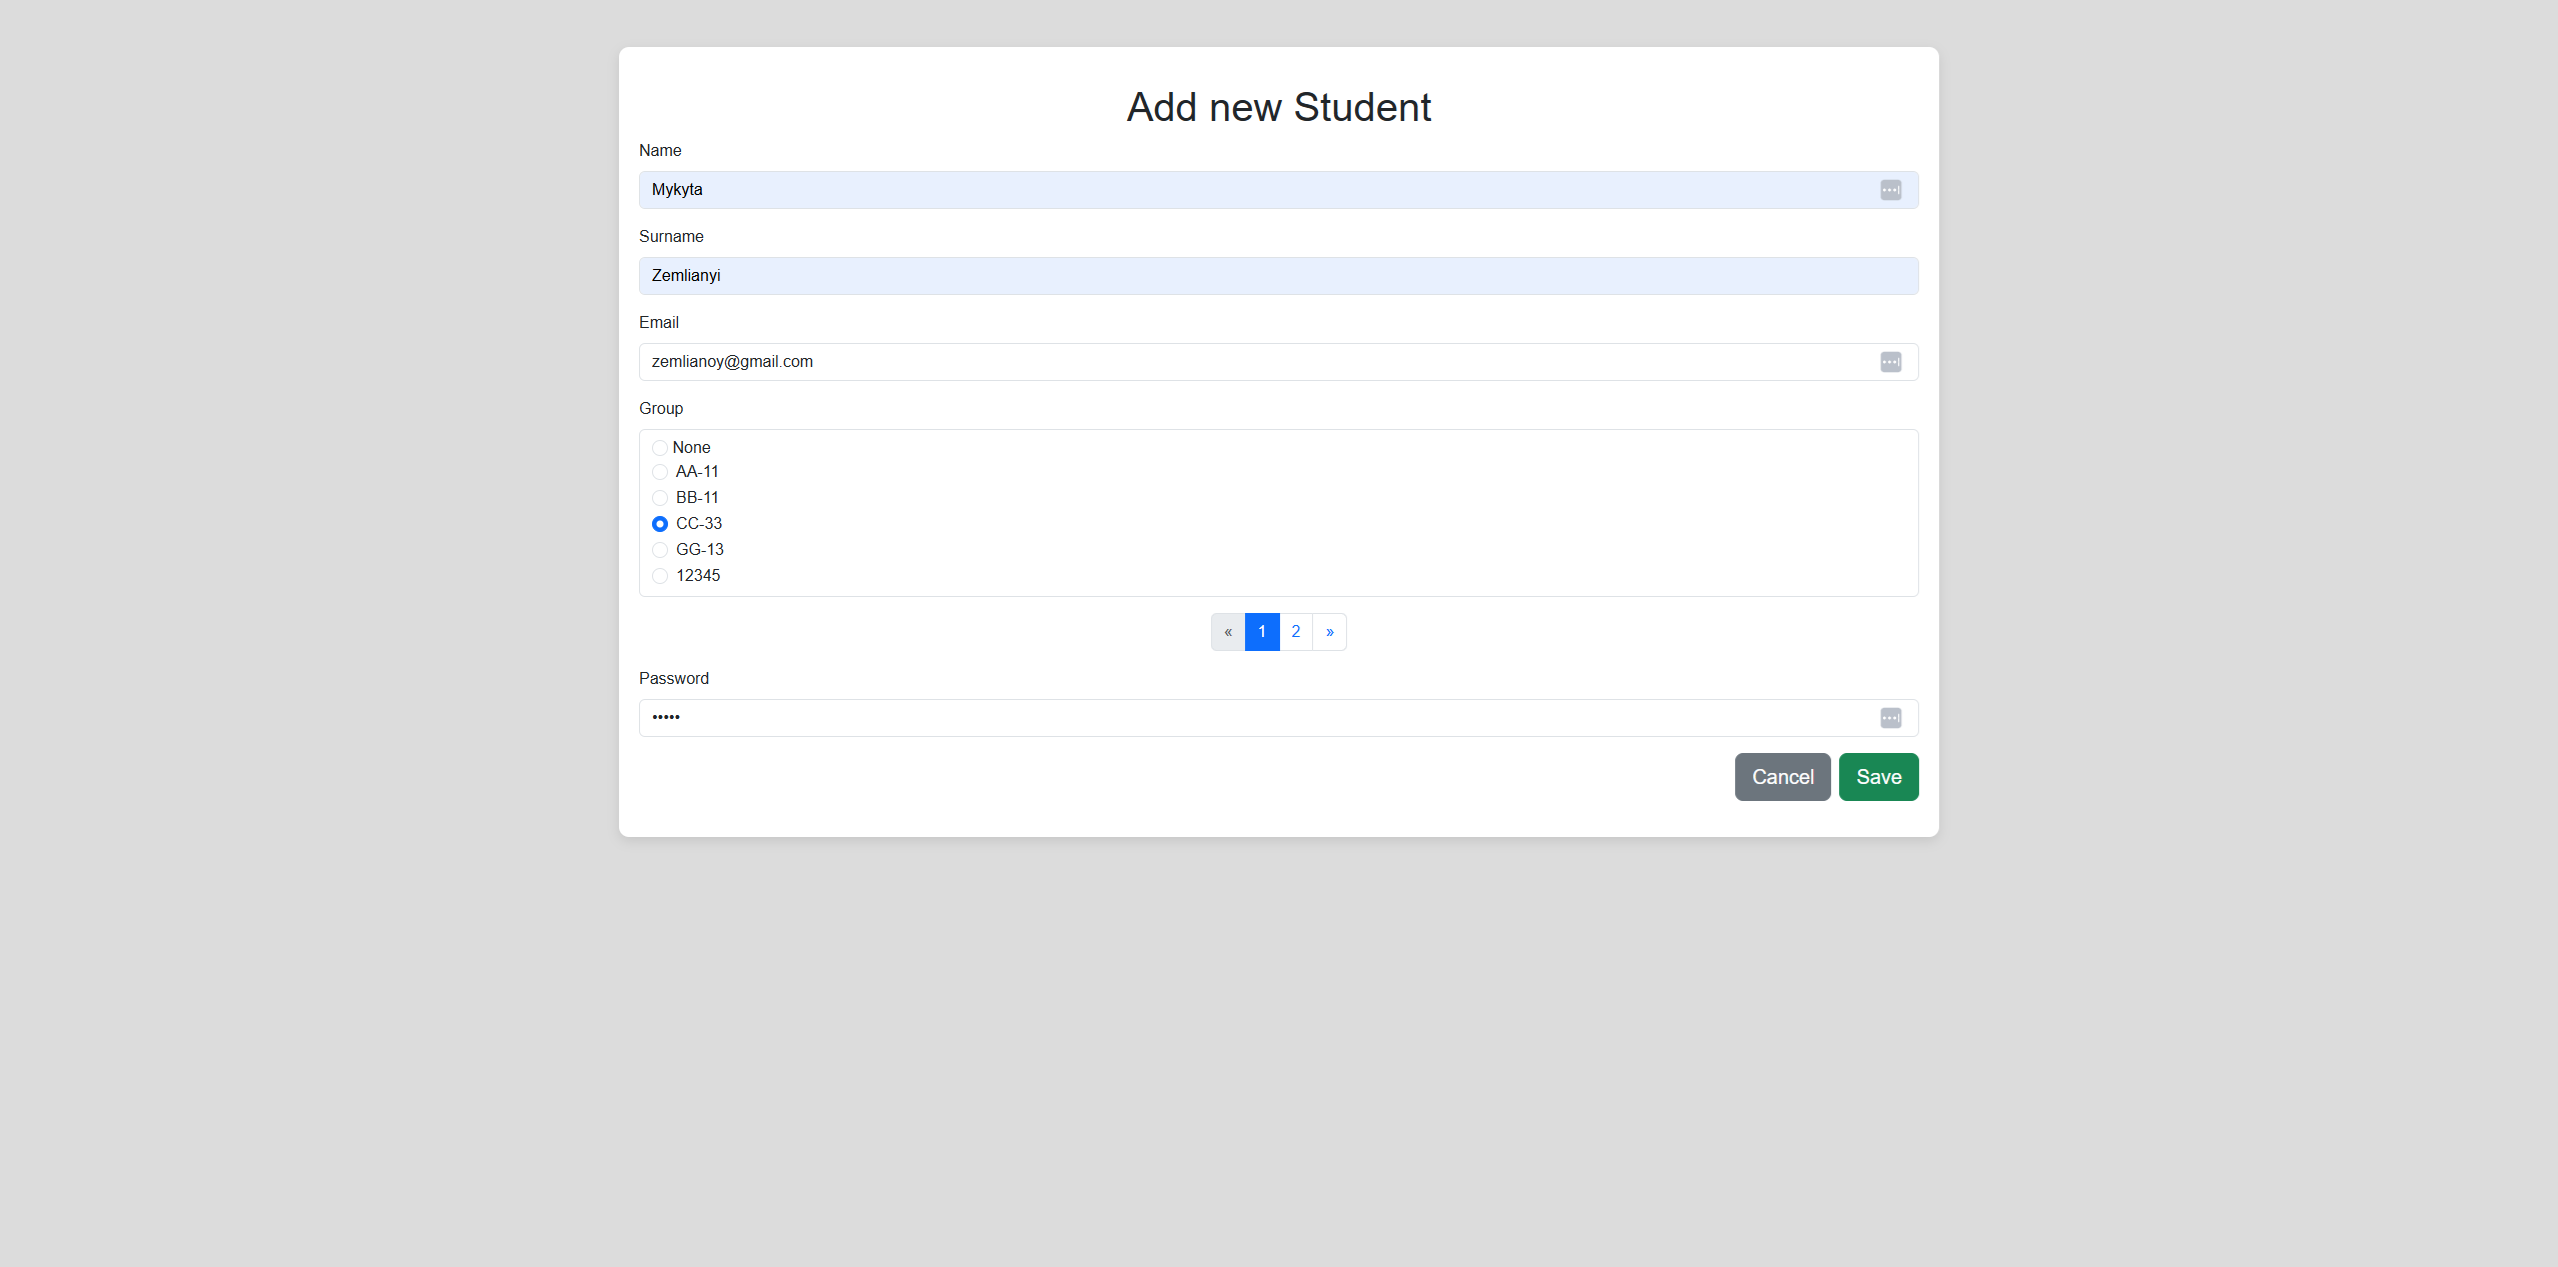 Add new Student
Name
Mykyta
Surname
Zemlianyi
Email
zemlianoy@gmail.com
Group
None
AA-11
BB-11
CC-33
GG-13
12345
« 1 2 »
Password
•••••
Cancel Save